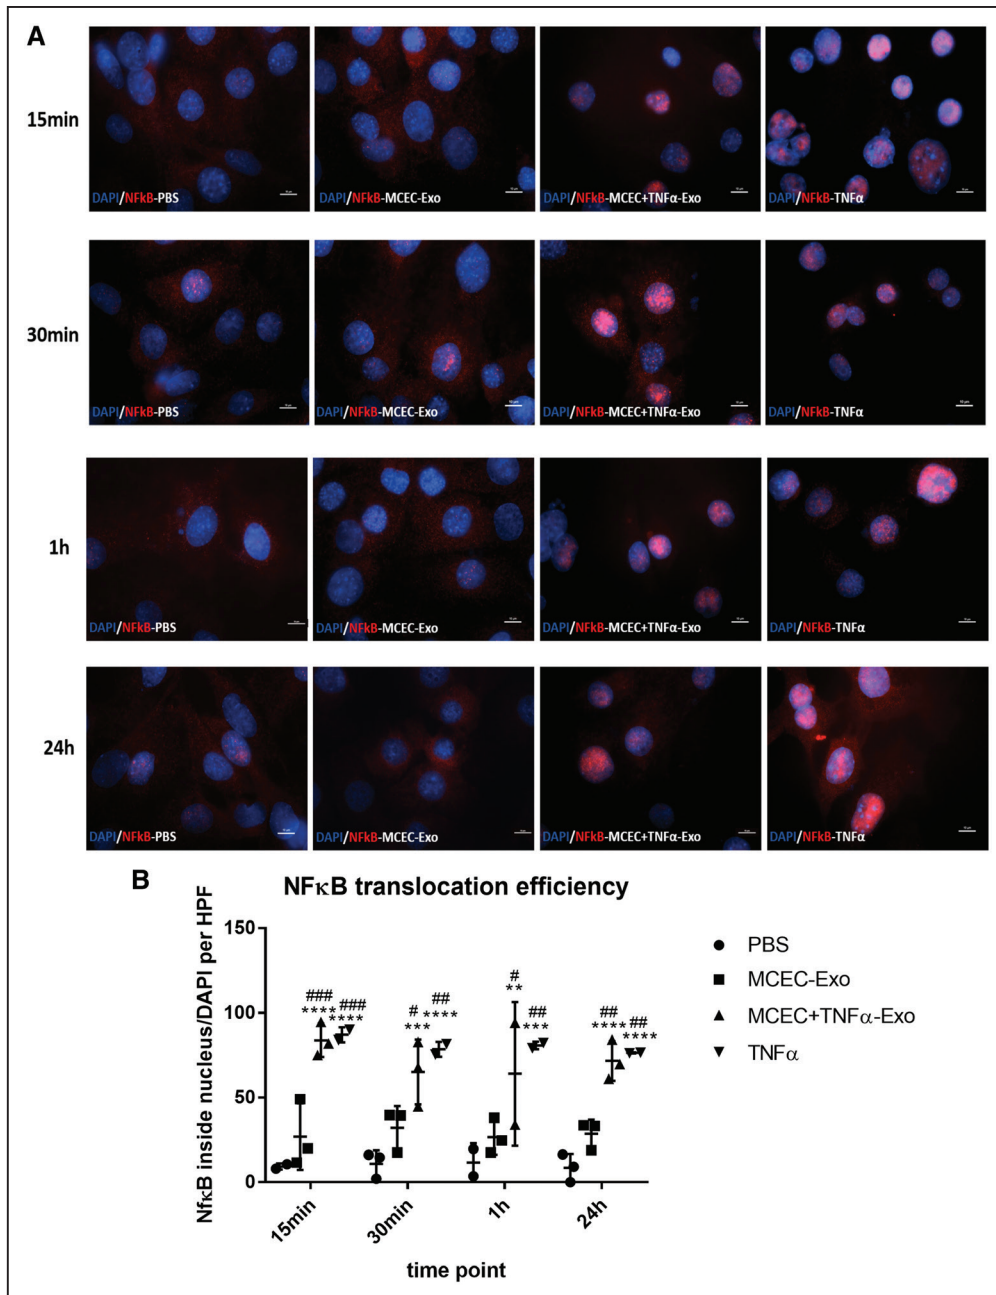 A
15min
DAPI/NFkB-PBS
DAPI/NFkB-MCEC-Exo
DAPI/NFkB-MCEC+TNFα-Exo
DAPI/NFkB-TNFα
30min
DAPI/NFkB-PBS
DAPI/NFkB-MCEC-Exo
DAPI/NFkB-MCEC+TNFα-Exo
DAPI/NFkB-TNFα
1h
DAPI/NFkB-PBS
DAPI/NFkB-MCEC-Exo
DAPI/NFkB-MCEC+TNFα-Exo
DAPI/NFkB-TNFα
24h
DAPI/NFkB-PBS
DAPI/NFkB-MCEC-Exo
DAPI/NFkB-MCEC+TNFα-Exo
DAPI/NFkB-TNFα
B
NFκB translocation efficiency
NfκB inside nucleus/DAPI per HPF
150
100
50
0
###
****
###
****
#
***
##
****
#
**
##
***
##
****
##
****
15min
30min
1h
24h
time point
PBS
MCEC-Exo
MCEC+TNFα-Exo
TNFα